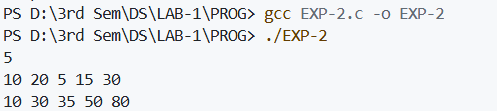 PS D:\3rd Sem\DS\LAB-1\PROG> gcc EXP-2.c -o EXP-2
PS D:\3rd Sem\DS\LAB-1\PROG> ./EXP-2
5
10 20 5 15 30
10 30 35 50 80